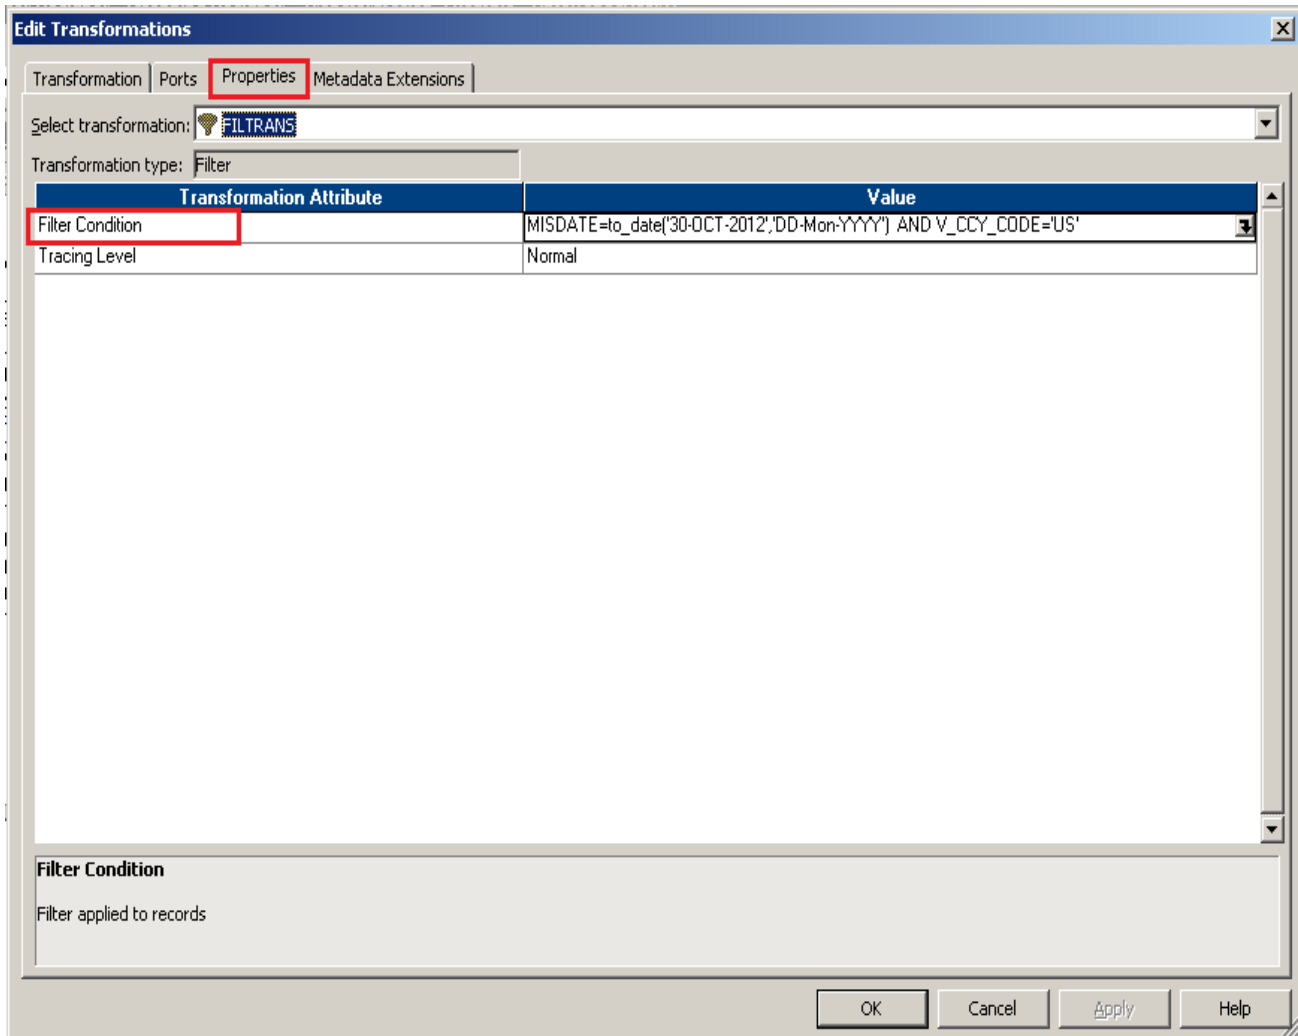 Edit Transformations
Transformation Ports Properties Metadata Extensions
Select transformation: FILTRANS
Transformation type: Filter
Transformation Attribute Value
Filter Condition MISDATE=to_date('30-OCT-2012','DD-Mon-YYYY') AND V_CCY_CODE='US'
Tracing Level Normal
Filter Condition
Filter applied to records
OK Cancel Apply Help